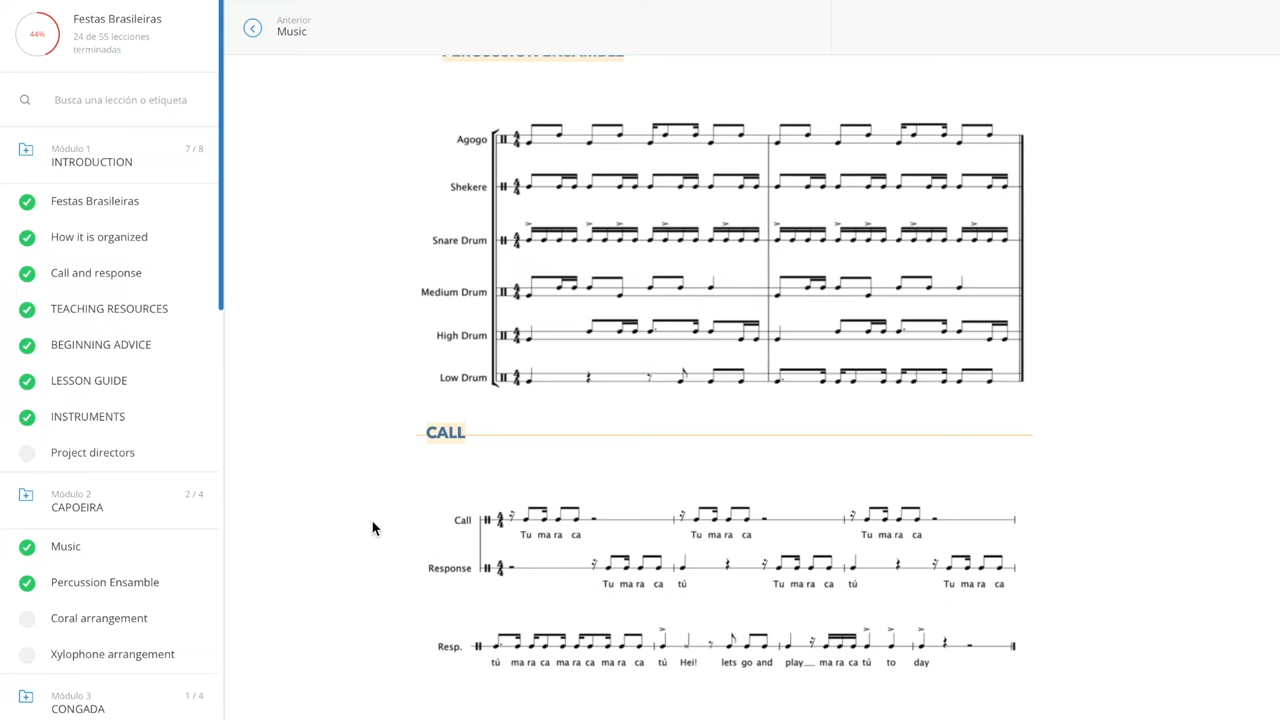 44%
Festas Brasileiras
24 de 55 lecciones
terminadas
Busca una lección o etiqueta
Módulo 1
7 / 8
INTRODUCTION
Festas Brasileiras
How it is organized
Call and response
TEACHING RESOURCES
BEGINNING ADVICE
LESSON GUIDE
INSTRUMENTS
Project directors
Módulo 2
2 / 4
CAPOEIRA
Music
Percussion Ensamble
Coral arrangement
Xylophone arrangement
Módulo 3
1 / 4
CONGADA
Anterior
Music
PERCUSSION ENSAMBLE
Agogo
Shekere
Snare Drum
Medium Drum
High Drum
Low Drum
CALL
Call
Tu ma ra ca Tu ma ra ca Tu ma ra ca
Response
Tu ma ra ca tú Tu ma ra ca tú Tu ma ra ca
Resp.
tú ma ra ca ma ra ca ma ra ca tú Hei! lets go and play__ ma ra ca tú to day